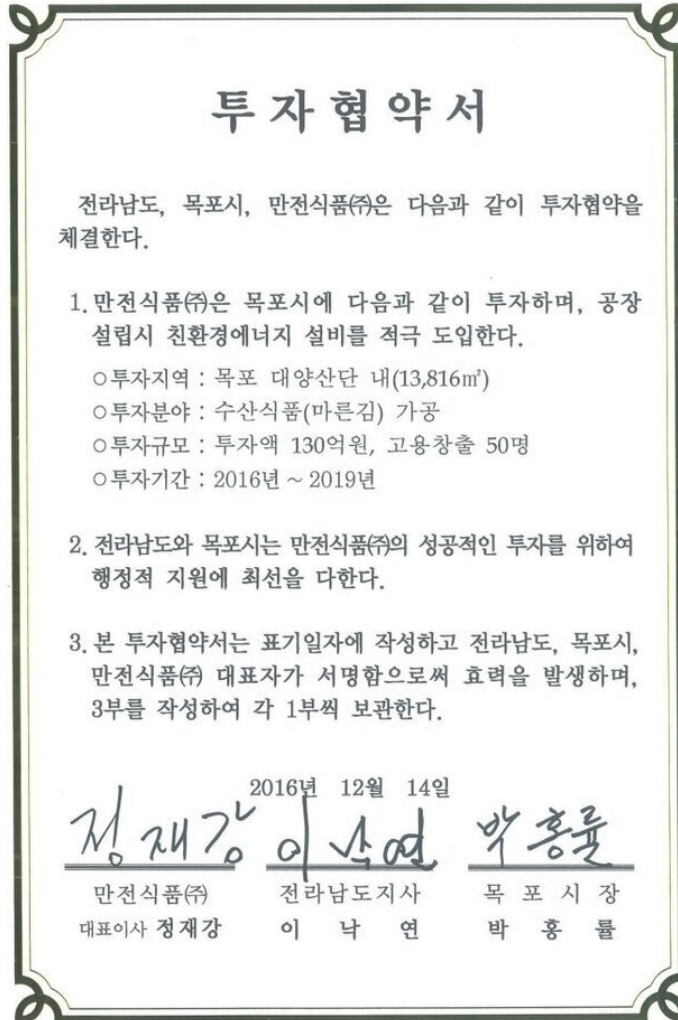 투자협약서
전라남도, 목포시, 만전식품㈜은 다음과 같이 투자협약을
체결한다.
1. 만전식품㈜은 목포시에 다음과 같이 투자하며, 공장
설립시 친환경에너지 설비를 적극 도입한다.
○투자지역 : 목포 대양산단 내(13,816㎡)
○투자분야 : 수산식품(마른김) 가공
○투자규모 : 투자액 130억원, 고용창출 50명
○투자기간 : 2016년 ~ 2019년
2. 전라남도와 목포시는 만전식품㈜의 성공적인 투자를 위하여
행정적 지원에 최선을 다한다.
3. 본 투자협약서는 표기일자에 작성하고 전라남도, 목포시,
만전식품㈜ 대표자가 서명함으로써 효력을 발생하며,
3부를 작성하여 각 1부씩 보관한다.
2016년 12월 14일
정재강 이낙연 박홍률
만전식품㈜ 전라남도지사 목 포 시 장
대표이사 정재강 이 낙 연 박 홍 률